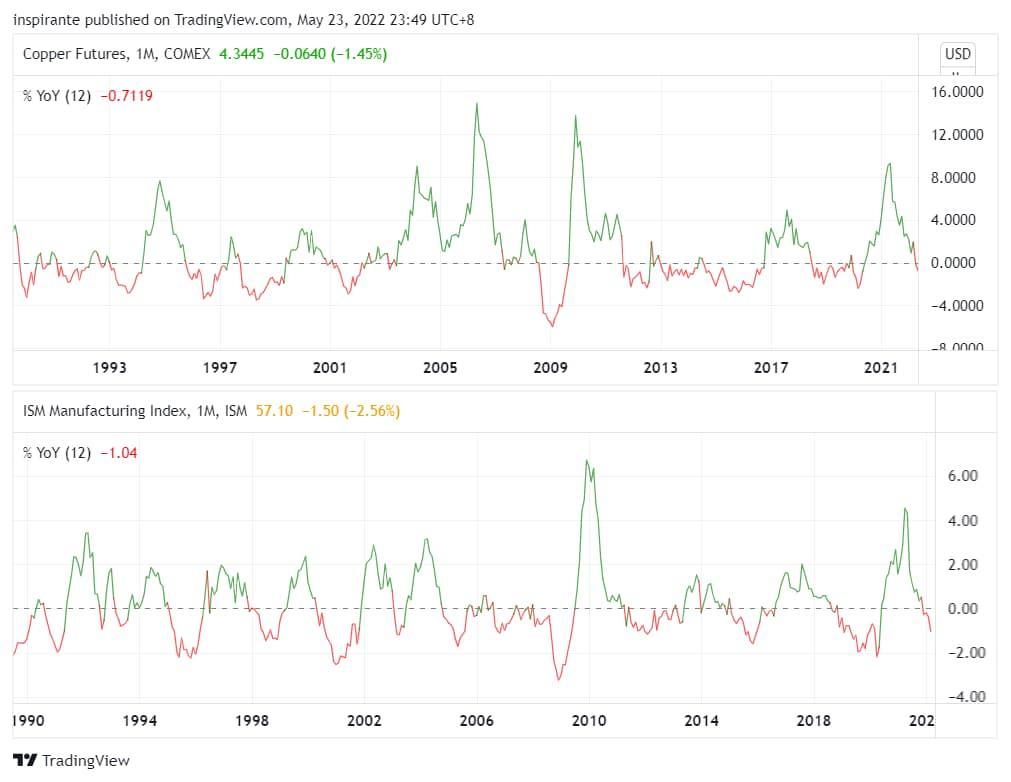 inspirante published on TradingView.com, May 23, 2022 23:49 UTC+8
Copper Futures, 1M, COMEX 4.3445 −0.0640 (−1.45%)
USD
% YoY (12) −0.7119
16.0000
12.0000
8.0000
4.0000
0.0000
−4.0000
−8.0000
1993 1997 2001 2005 2009 2013 2017 2021
ISM Manufacturing Index, 1M, ISM 57.10 −1.50 (−2.56%)
% YoY (12) −1.04
6.00
4.00
2.00
0.00
−2.00
−4.00
1990 1994 1998 2002 2006 2010 2014 2018 202
TradingView